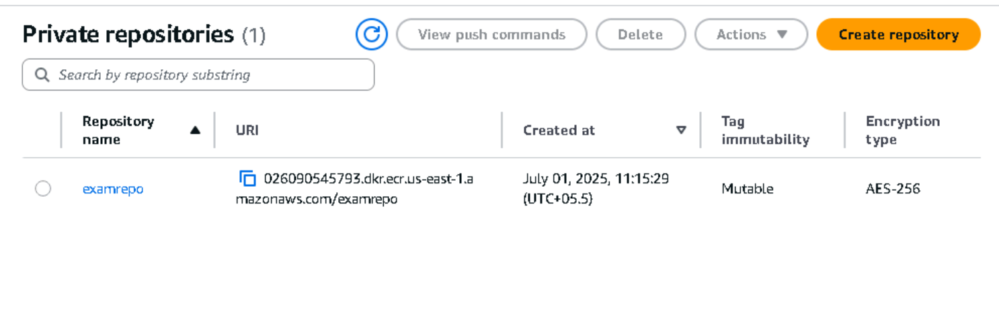 Private repositories (1)
View push commands
Delete
Actions
Create repository
Search by repository substring
Repository name
URI
Created at
Tag immutability
Encryption type
examrepo
026090545793.dkr.ecr.us-east-1.a
mazonaws.com/examrepo
July 01, 2025, 11:15:29
(UTC+05.5)
Mutable
AES-256